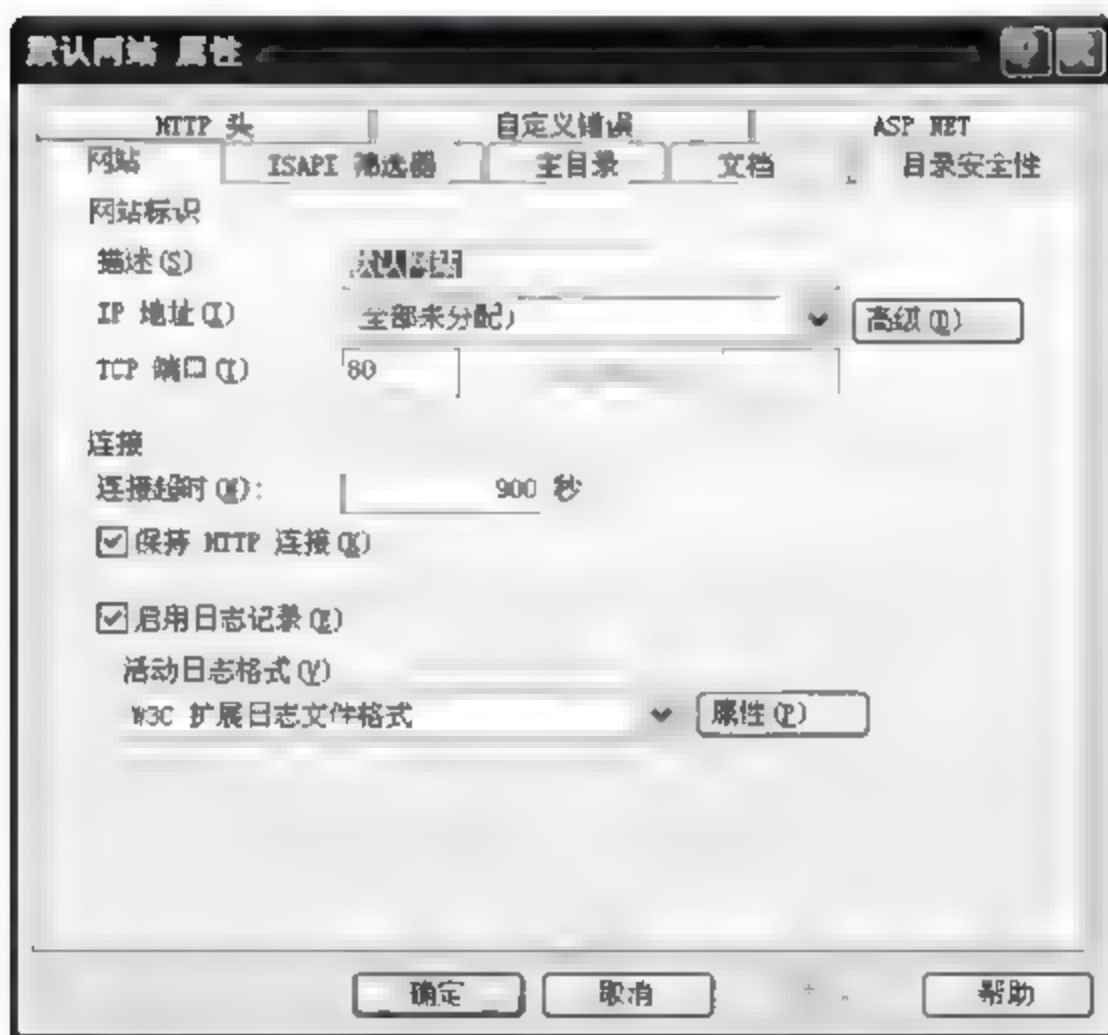 默认网站 属性
HTTP 头 自定义错误 ASP NET
网站 ISAPI 筛选器 主目录 文档 目录安全性
网站标识
描述(S) 默认网站
IP 地址(I) 全部未分配) 高级(D)
TCP 端口(T) 80
连接
连接超时(N): 900 秒
保持 HTTP 连接(K)
启用日志记录(E)
活动日志格式(V)
W3C 扩展日志文件格式 属性(P)
确定 取消 帮助